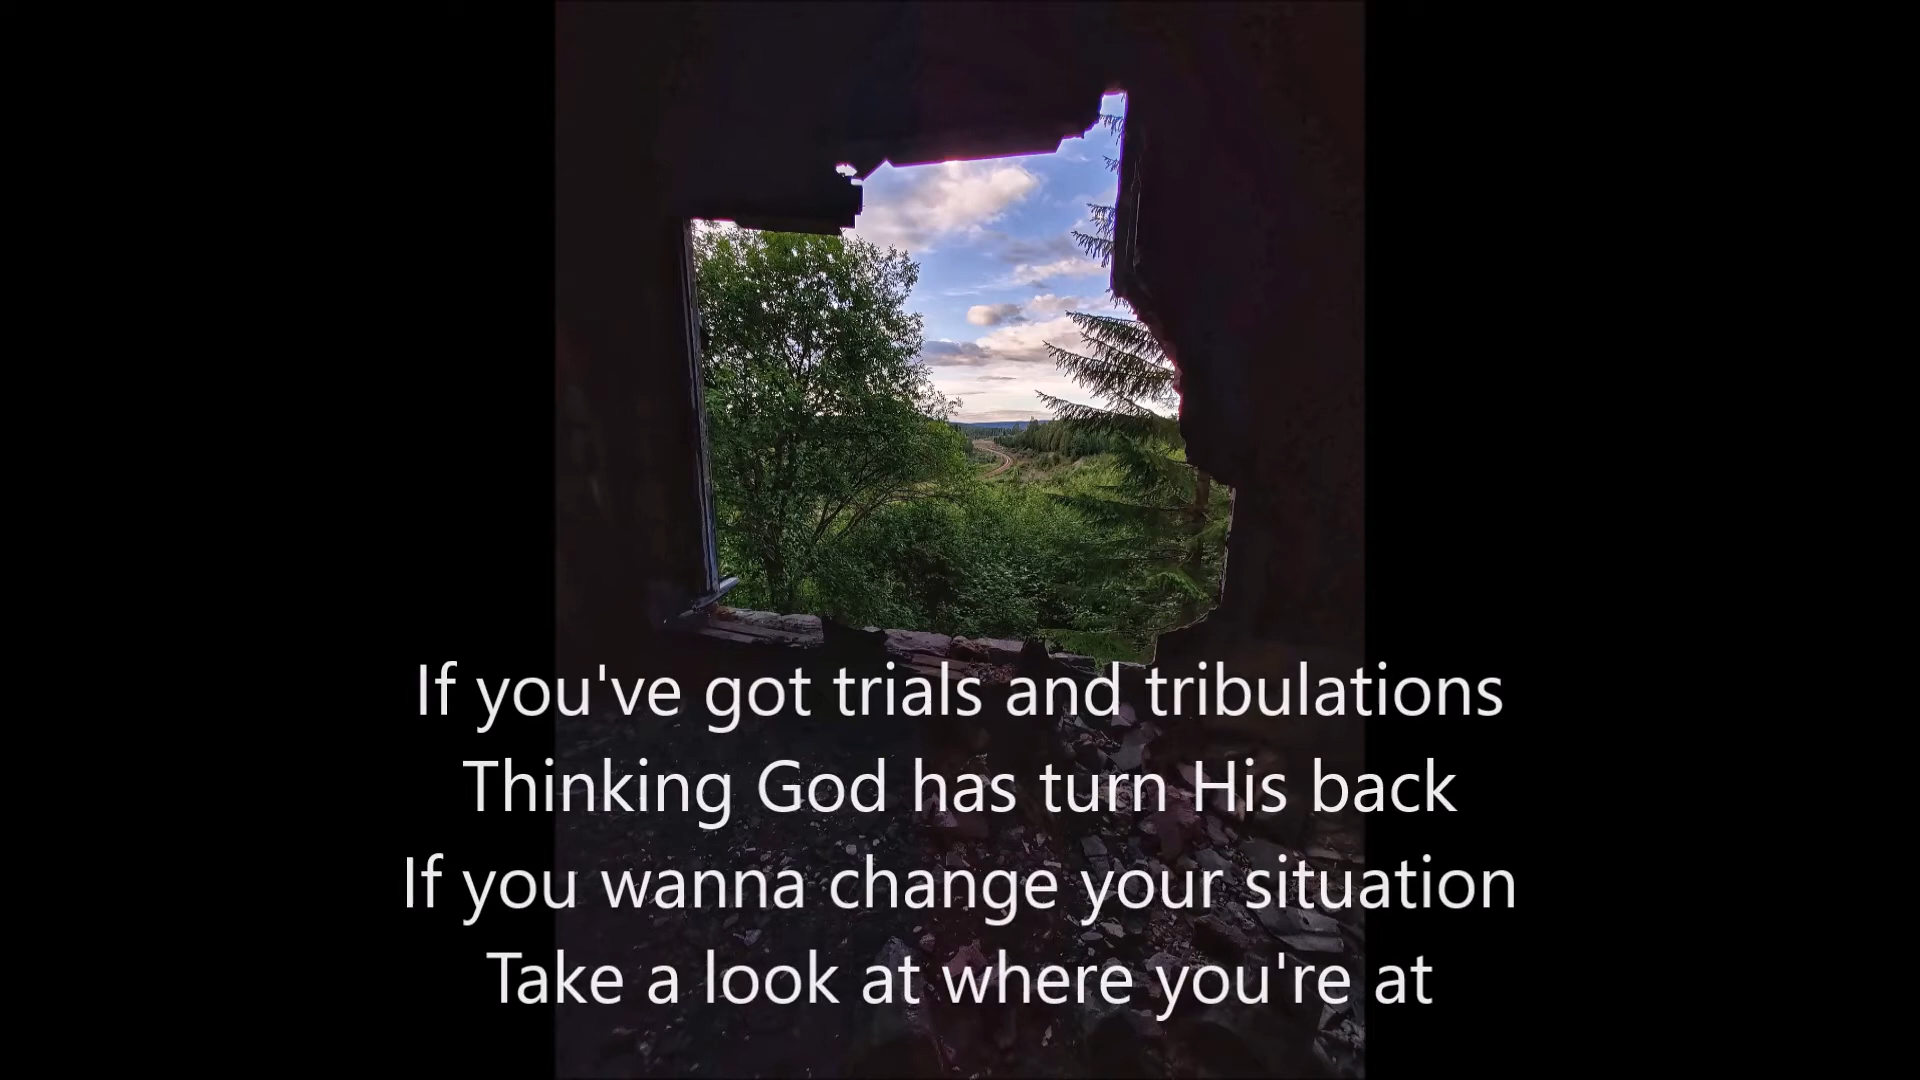 If you've got trials and tribulations
Thinking God has turn His back
If you wanna change your situation
Take a look at where you're at